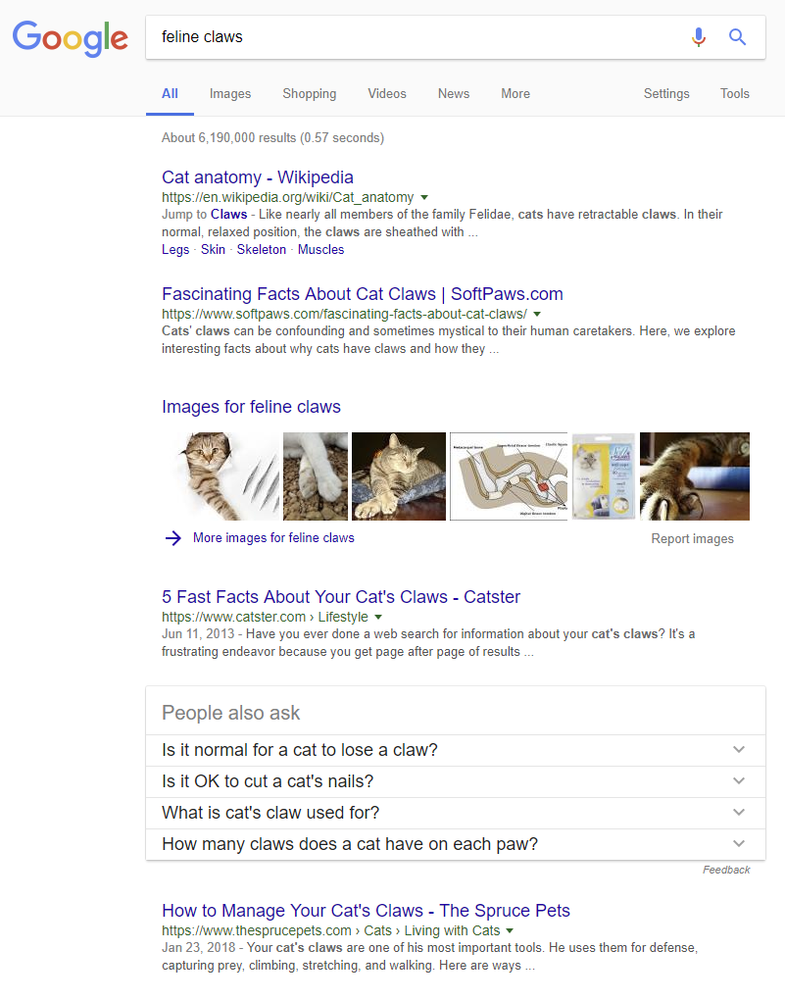 Google
feline claws
All Images Shopping Videos News More Settings Tools
About 6,190,000 results (0.57 seconds)
Cat anatomy - Wikipedia
https://en.wikipedia.org/wiki/Cat_anatomy
Jump to Claws - Like nearly all members of the family Felidae, cats have retractable claws. In their
normal, relaxed position, the claws are sheathed with ...
Legs · Skin · Skeleton · Muscles
Fascinating Facts About Cat Claws | SoftPaws.com
https://www.softpaws.com/fascinating-facts-about-cat-claws/
Cats' claws can be confounding and sometimes mystical to their human caretakers. Here, we explore
interesting facts about why cats have claws and how they ...
Images for feline claws
More images for feline claws
Report images
5 Fast Facts About Your Cat's Claws - Catster
https://www.catster.com › Lifestyle
Jun 11, 2013 - Have you ever done a web search for information about your cat's claws? It's a
frustrating endeavor because you get page after page of results ...
People also ask
Is it normal for a cat to lose a claw?
Is it OK to cut a cat's nails?
What is cat's claw used for?
How many claws does a cat have on each paw?
Feedback
How to Manage Your Cat's Claws - The Spruce Pets
https://www.thesprucepets.com › Cats › Living with Cats
Jan 23, 2018 - Your cat's claws are one of his most important tools. He uses them for defense,
capturing prey, climbing, stretching, and walking. Here are ways ...